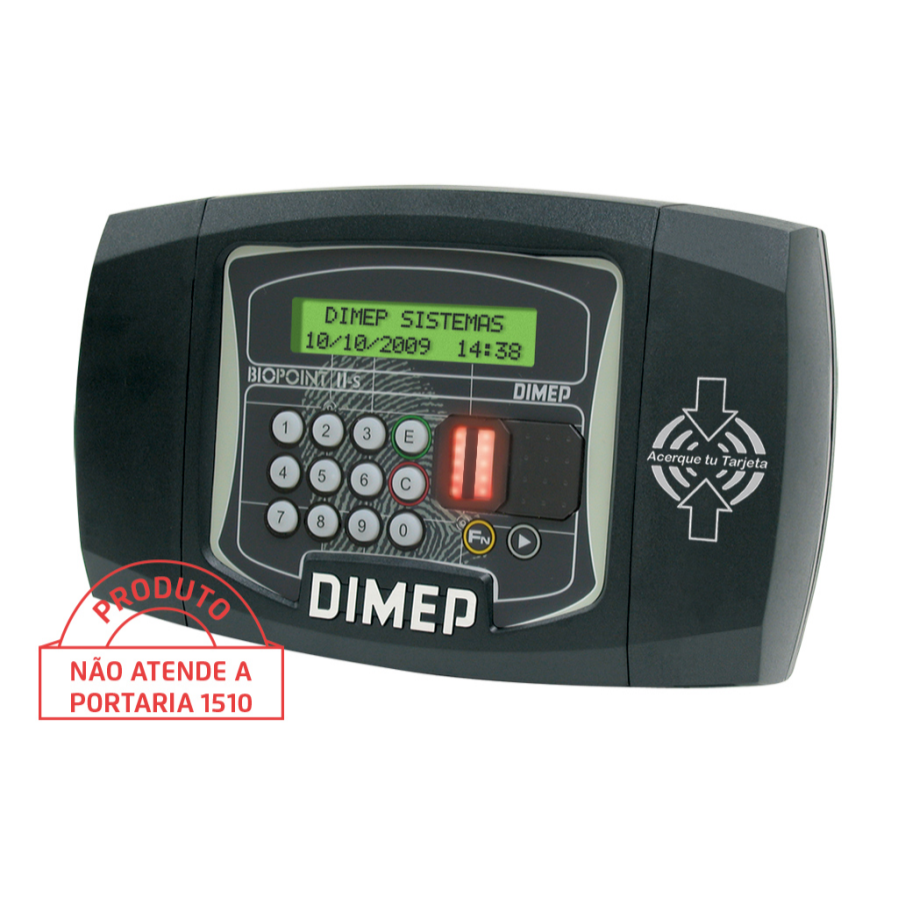 DIMEP SISTEMAS
10/10/2009 14:38
BIOPOINT II-S
DIMEP
1 2 3 E
4 5 6 C
7 8 9 0
FN
Acerque tu Tarjeta
DIMEP
PRODUTO
NÃO ATENDE A
PORTARIA 1510